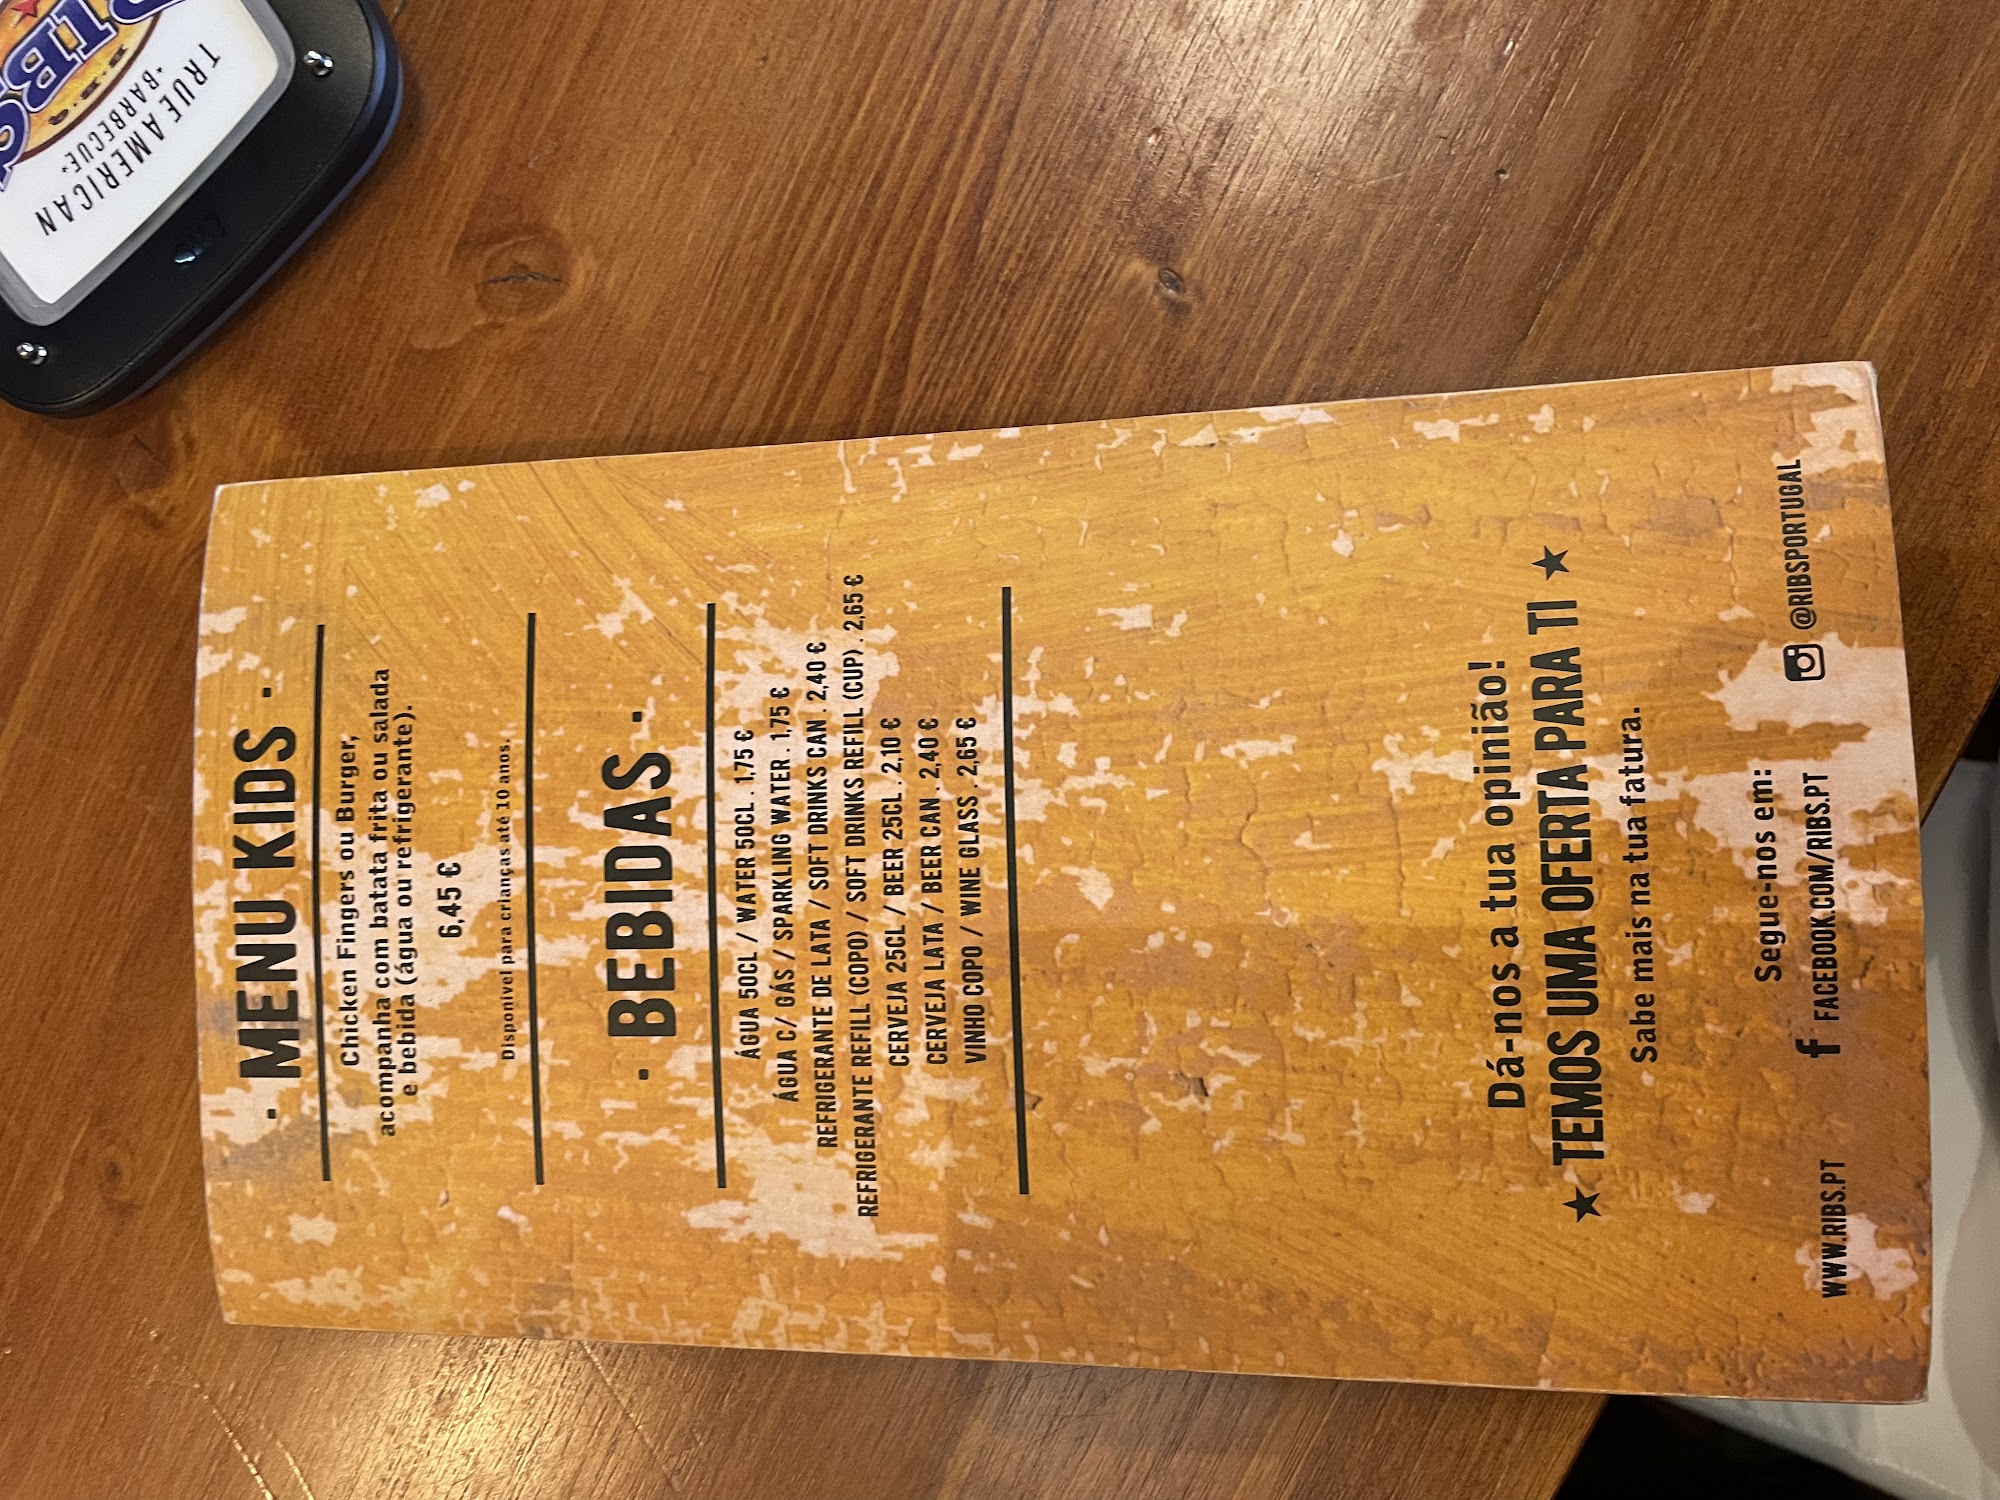 · MENU KIDS ·
Chicken Fingers ou Burger,
acompanha com batata frita ou salada
e bebida (água ou refrigerante).
6,45 €
Disponível para crianças até 10 anos.
· BEBIDAS ·
ÁGUA 50CL / WATER 50CL . 1,75 €
ÁGUA C/ GÁS / SPARKLING WATER . 1,75 €
REFRIGERANTE DE LATA / SOFT DRINKS CAN . 2,40 €
REFRIGERANTE REFILL (COPO) / SOFT DRINKS REFILL (CUP) . 2,65 €
CERVEJA 25CL / BEER 25CL . 2,10 €
CERVEJA LATA / BEER CAN . 2,40 €
VINHO COPO / WINE GLASS . 2,65 €
Dá-nos a tua opinião!
★ TEMOS UMA OFERTA PARA TI ★
Sabe mais na tua fatura.
Segue-nos em:
WWW.RIBS.PT FACEBOOK.COM/RIBS.PT @RIBSPORTUGAL
B·B·Q
TRUE AMERICAN
*BARBECUE*